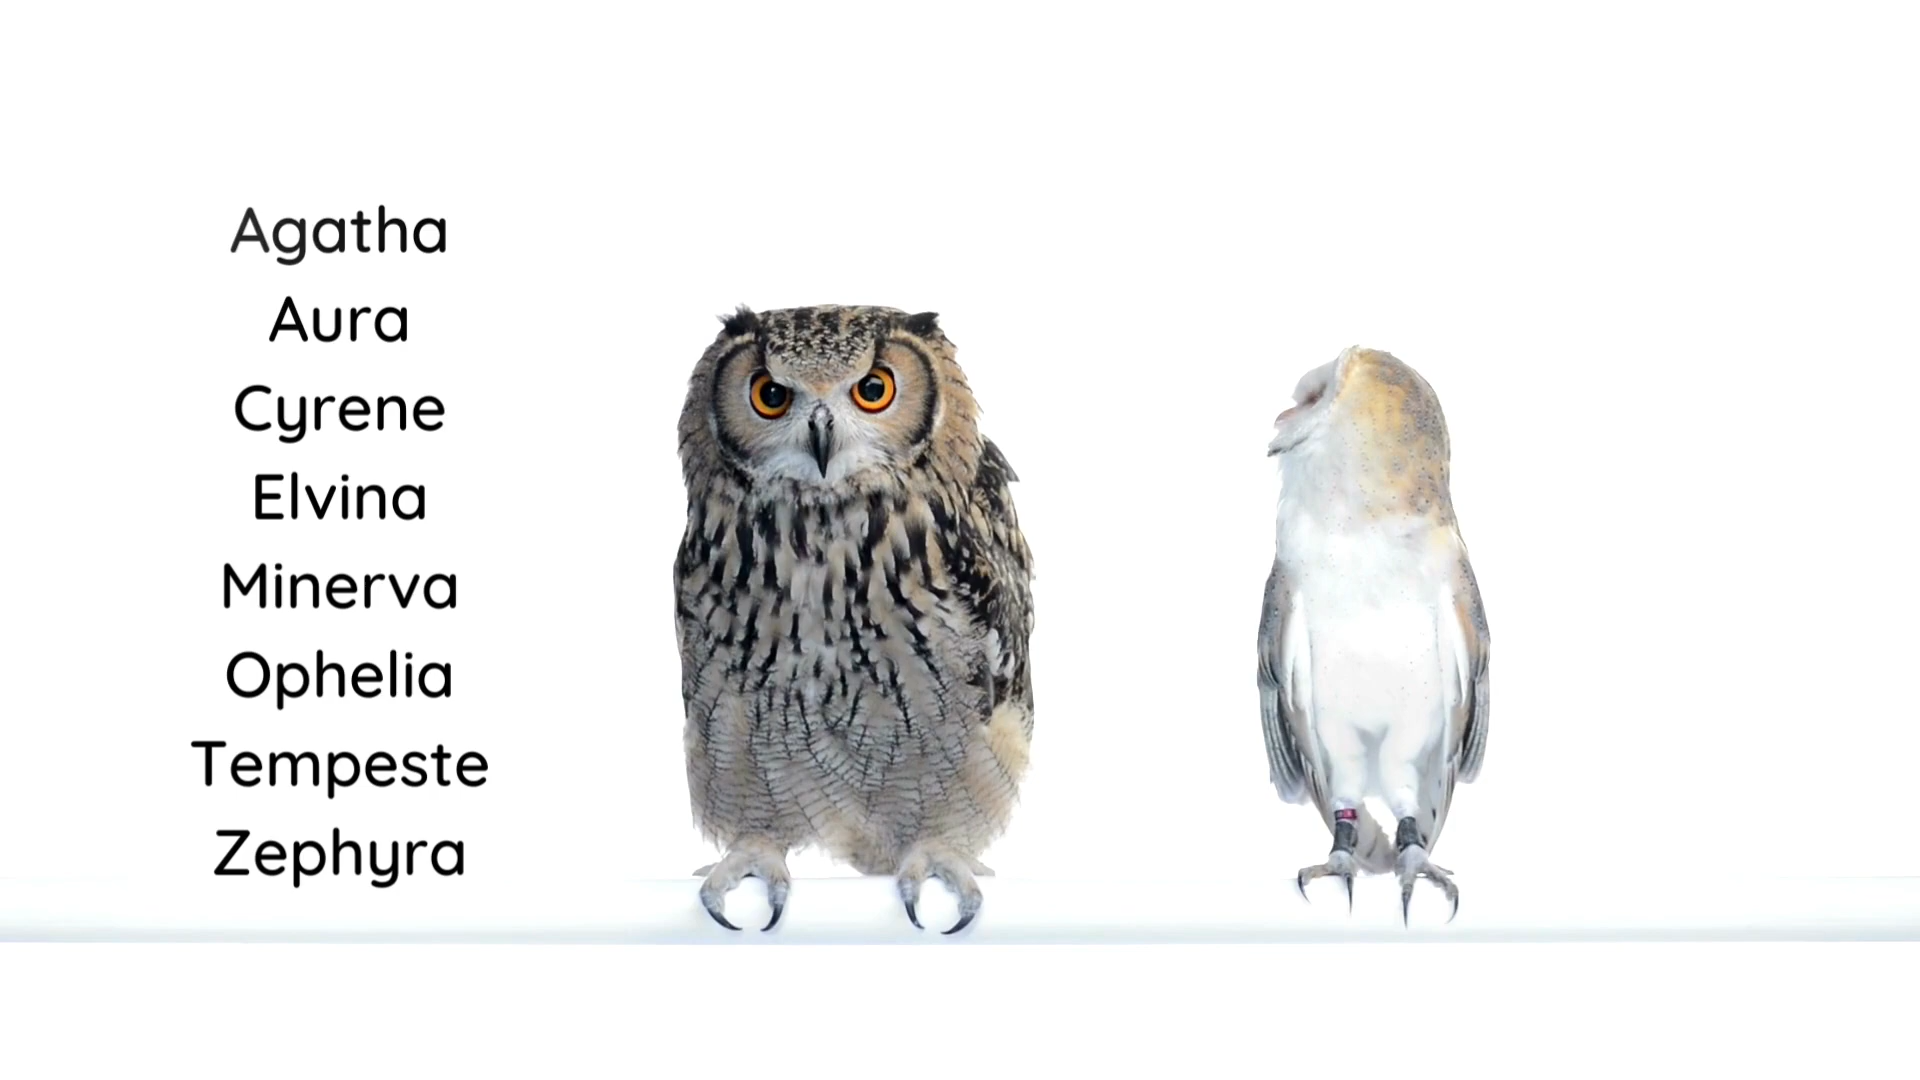 Agatha
Aura
Cyrene
Elvina
Minerva
Ophelia
Tempeste
Zephyra